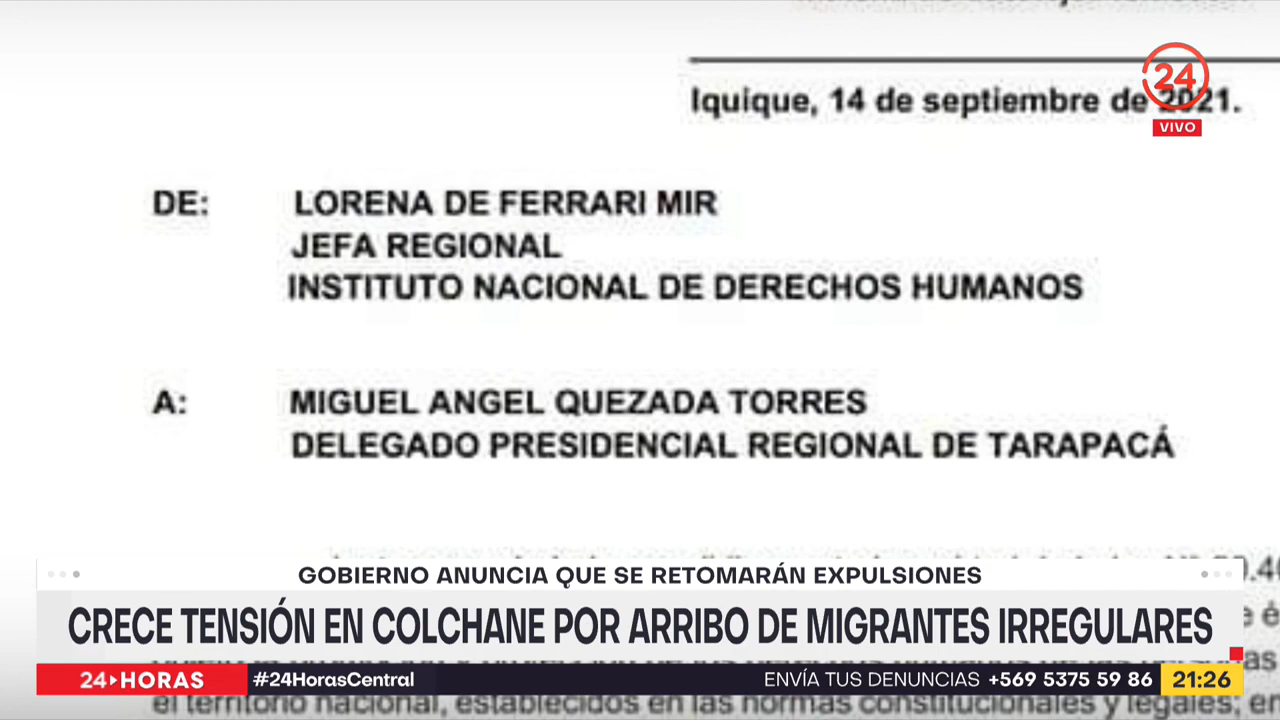 24
VIVO
Iquique, 14 de septiembre de 2021.
DE: LORENA DE FERRARI MIR
JEFA REGIONAL
INSTITUTO NACIONAL DE DERECHOS HUMANOS
A: MIGUEL ANGEL QUEZADA TORRES
DELEGADO PRESIDENCIAL REGIONAL DE TARAPACÁ
GOBIERNO ANUNCIA QUE SE RETOMARÁN EXPULSIONES
CRECE TENSIÓN EN COLCHANE POR ARRIBO DE MIGRANTES IRREGULARES
24 HORAS #24HorasCentral ENVÍA TUS DENUNCIAS +569 5375 59 86 21:26
el territorio nacional, establecidos en las normas constitucionales y legales; en